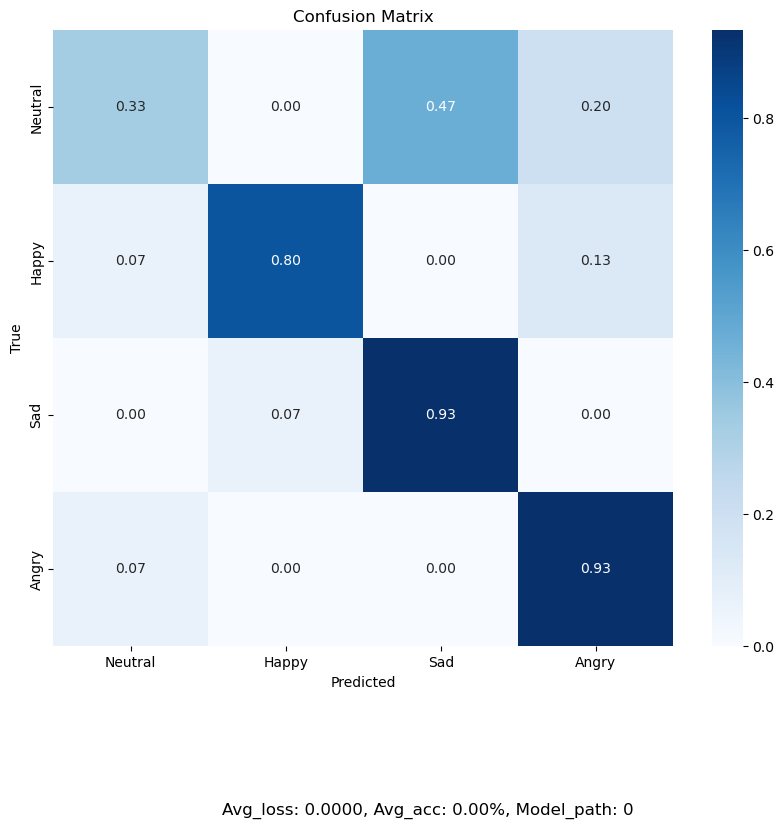 Confusion Matrix
Neutral 0.33 0.00 0.47 0.20
Happy 0.07 0.80 0.00 0.13
Sad 0.00 0.07 0.93 0.00
Angry 0.07 0.00 0.00 0.93
True
Neutral Happy Sad Angry
Predicted
0.8
0.6
0.4
0.2
0.0
Avg_loss: 0.0000, Avg_acc: 0.00%, Model_path: 0